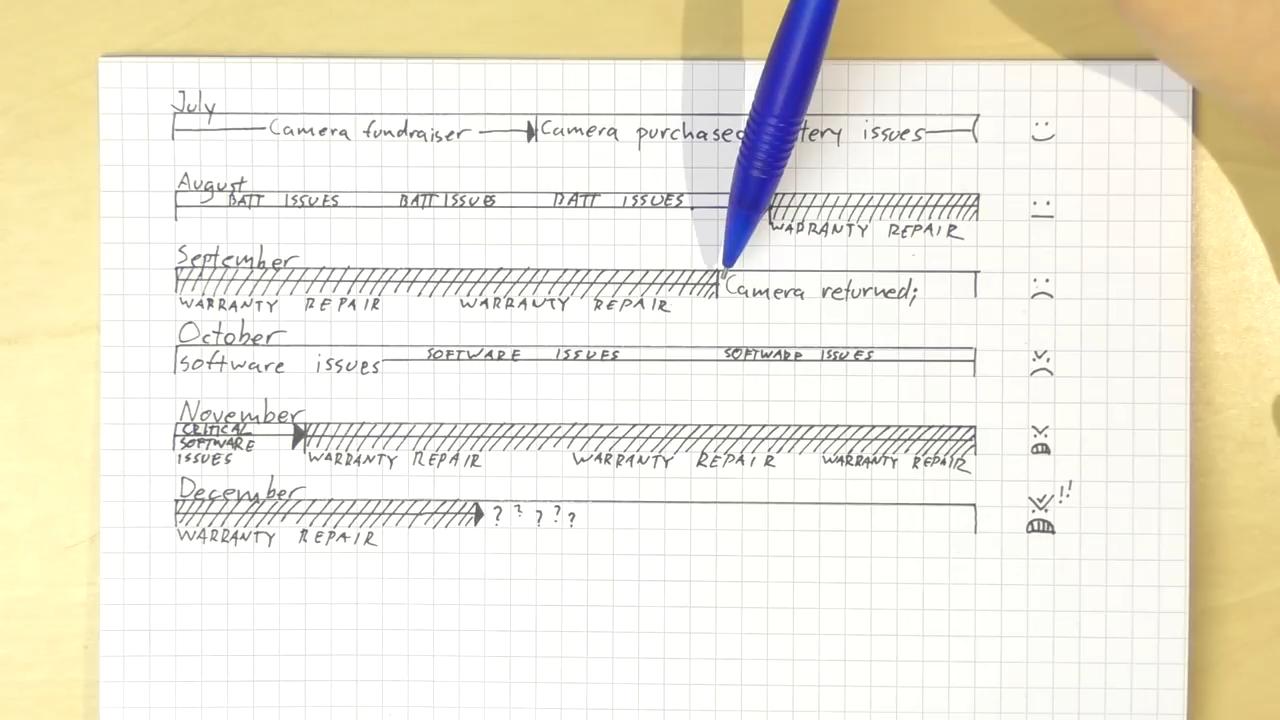 July
Camera fundraiser Camera purchased tery issues
August
BATT ISSUES BATT ISSUES BATT ISSUES
WARRANTY REPAIR
September
Camera returned;
WARRANTY REPAIR WARRANTY REPAIR
October
SOFTWARE ISSUES SOFTWARE ISSUES
software issues
November
CRITICAL
SOFTWARE
ISSUES
WARRANTY REPAIR WARRANTY REPAIR WARRANTY REPAIR
December
!!
? ? ? ? ?
WARRANTY REPAIR